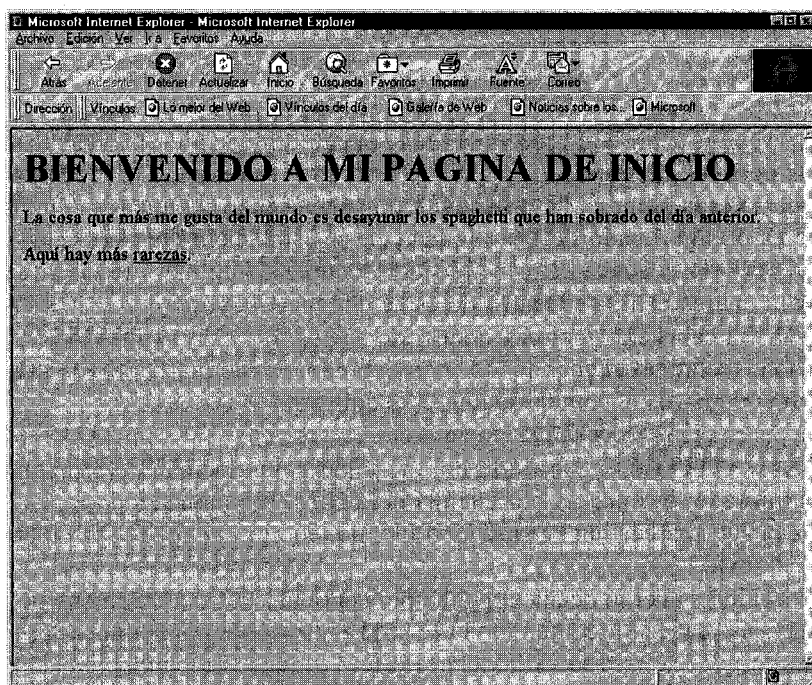 Microsoft Internet Explorer - Microsoft Internet Explorer
Archivo Edición Ver Ir a Favoritos Ayuda
Atrás Adelante Detener Actualizar Inicio Búsqueda Favoritos Imprimir Fuente Correo
Dirección Vínculos Lo mejor del Web Vínculos del día Galería de Web Noticias sobre los... Microsoft
BIENVENIDO A MI PAGINA DE INICIO
La cosa que más me gusta del mundo es desayunar los spaghetti que han sobrado del día anterior.
Aquí hay más rarezas.